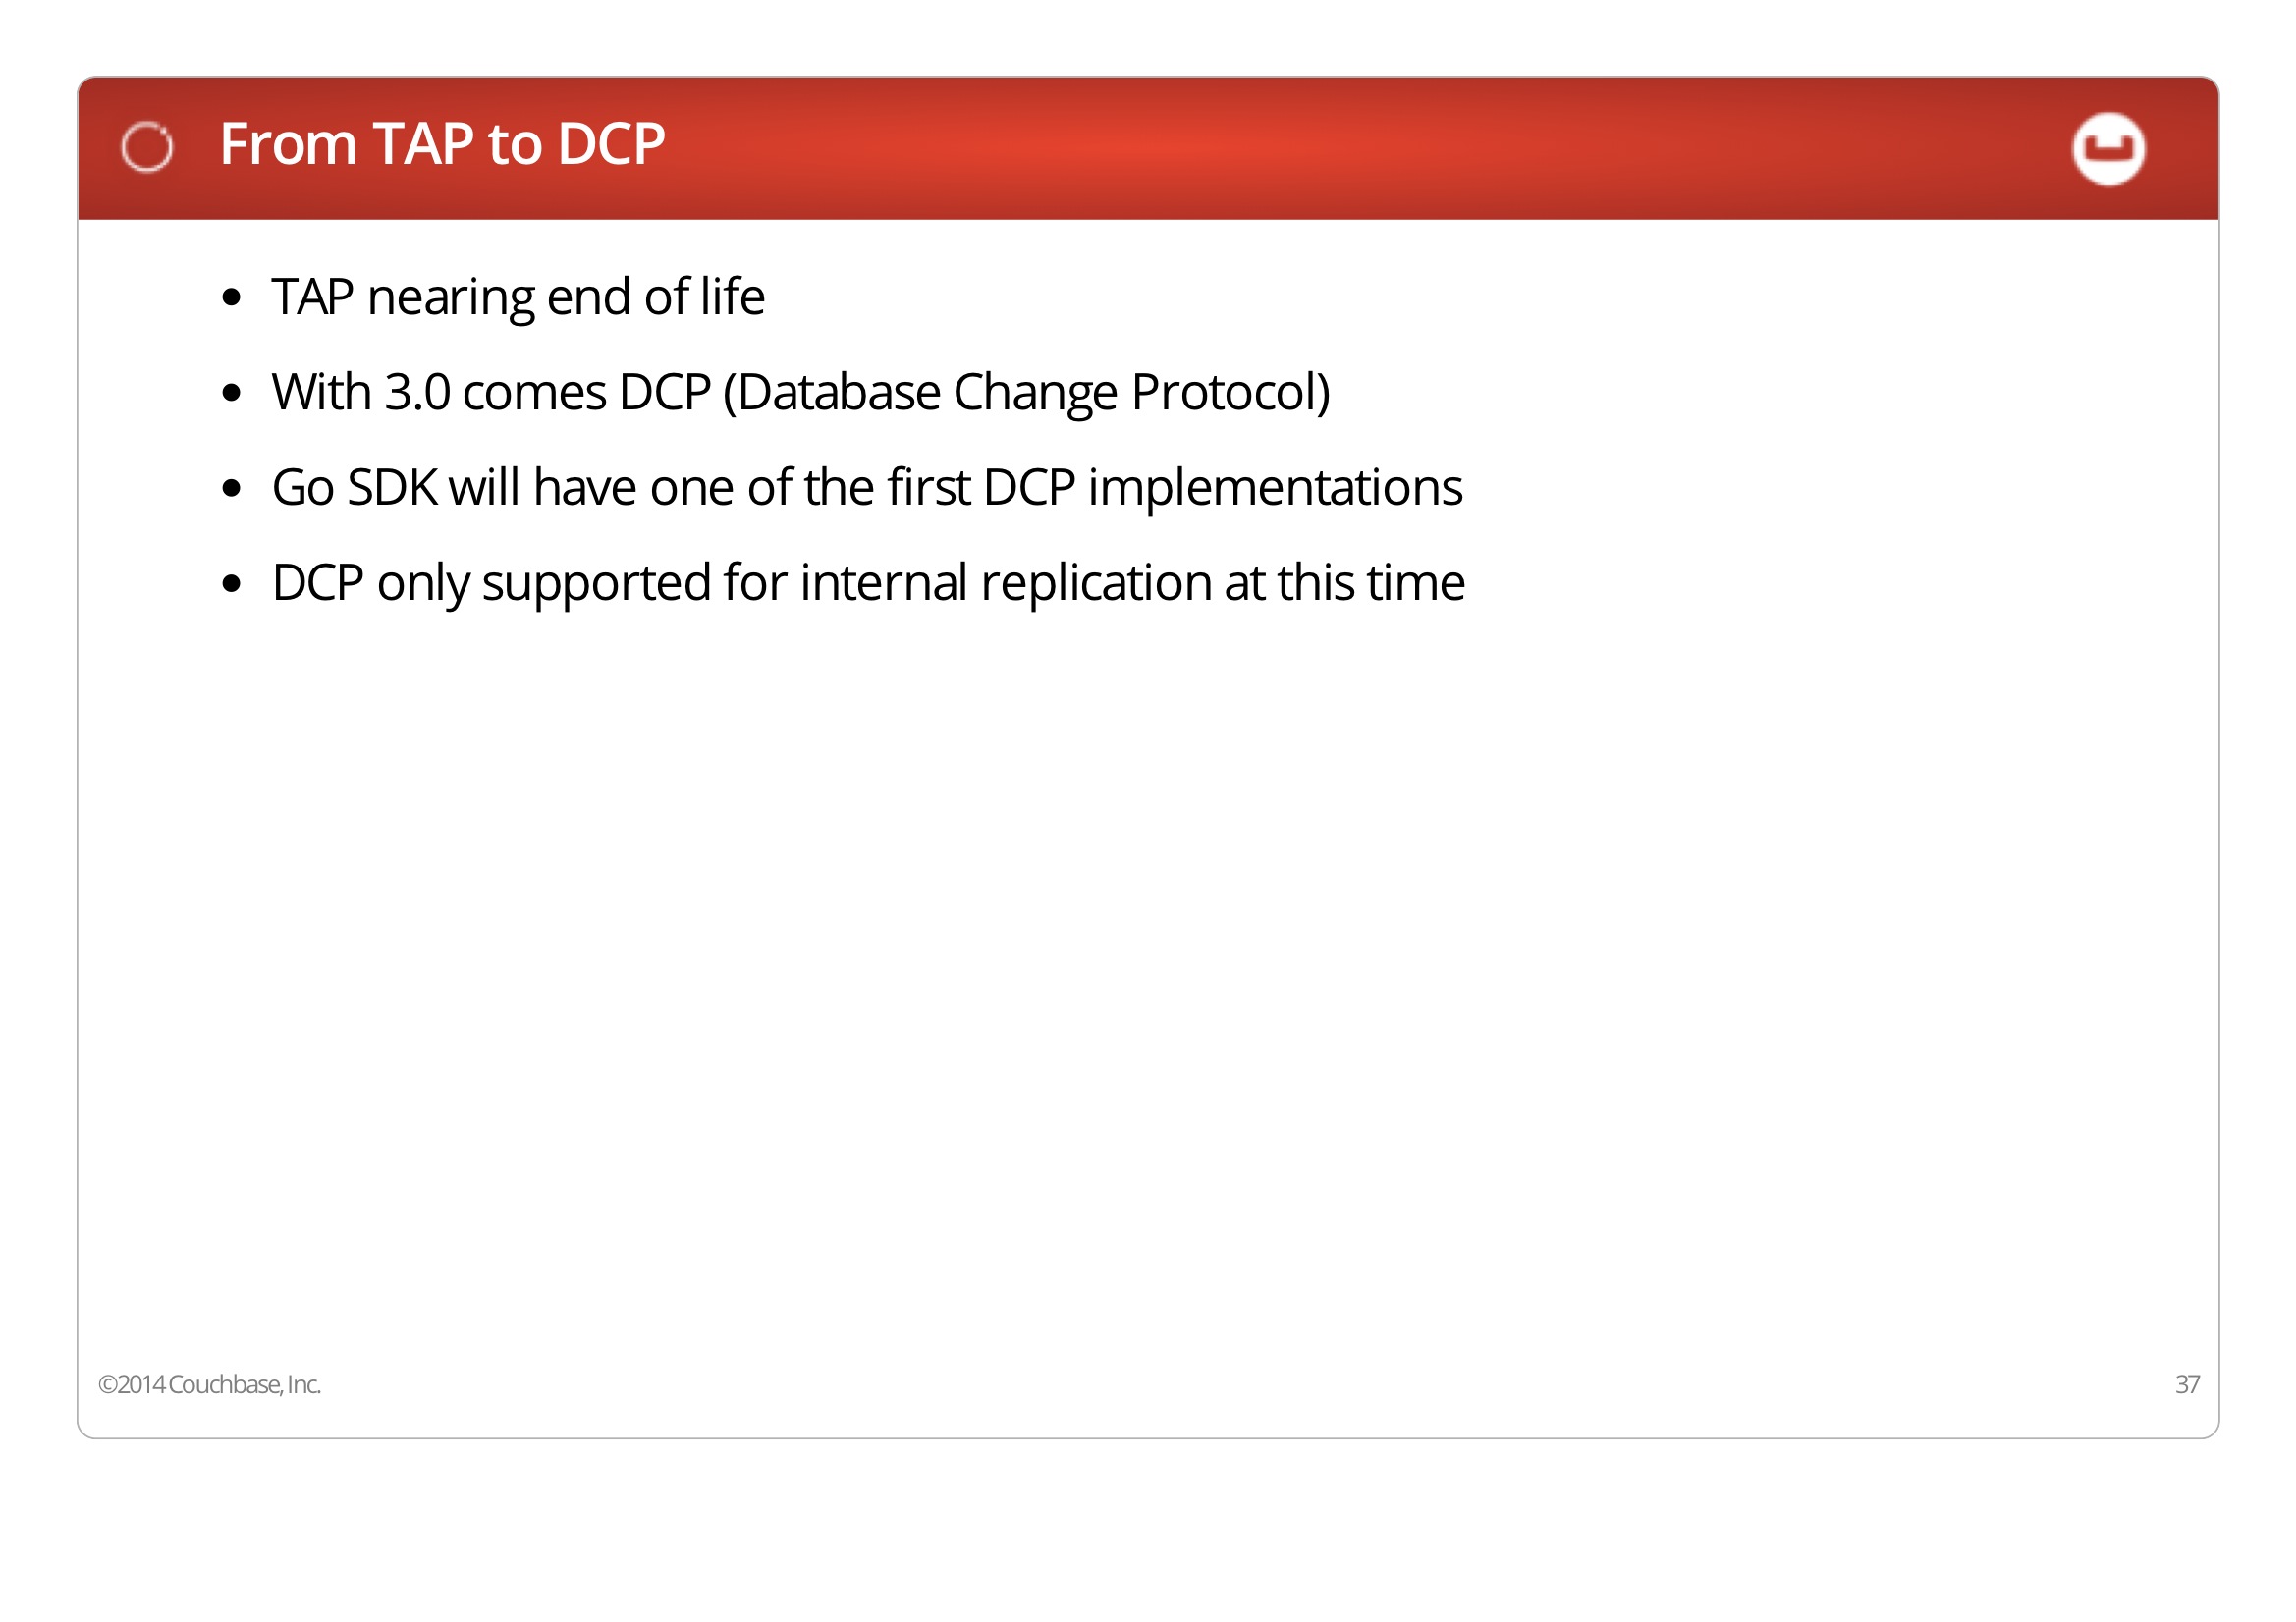 From TAP to DCP
• TAP nearing end of life
• With 3.0 comes DCP (Database Change Protocol)
• Go SDK will have one of the first DCP implementations
• DCP only supported for internal replication at this time
©2014 Couchbase, Inc.
37